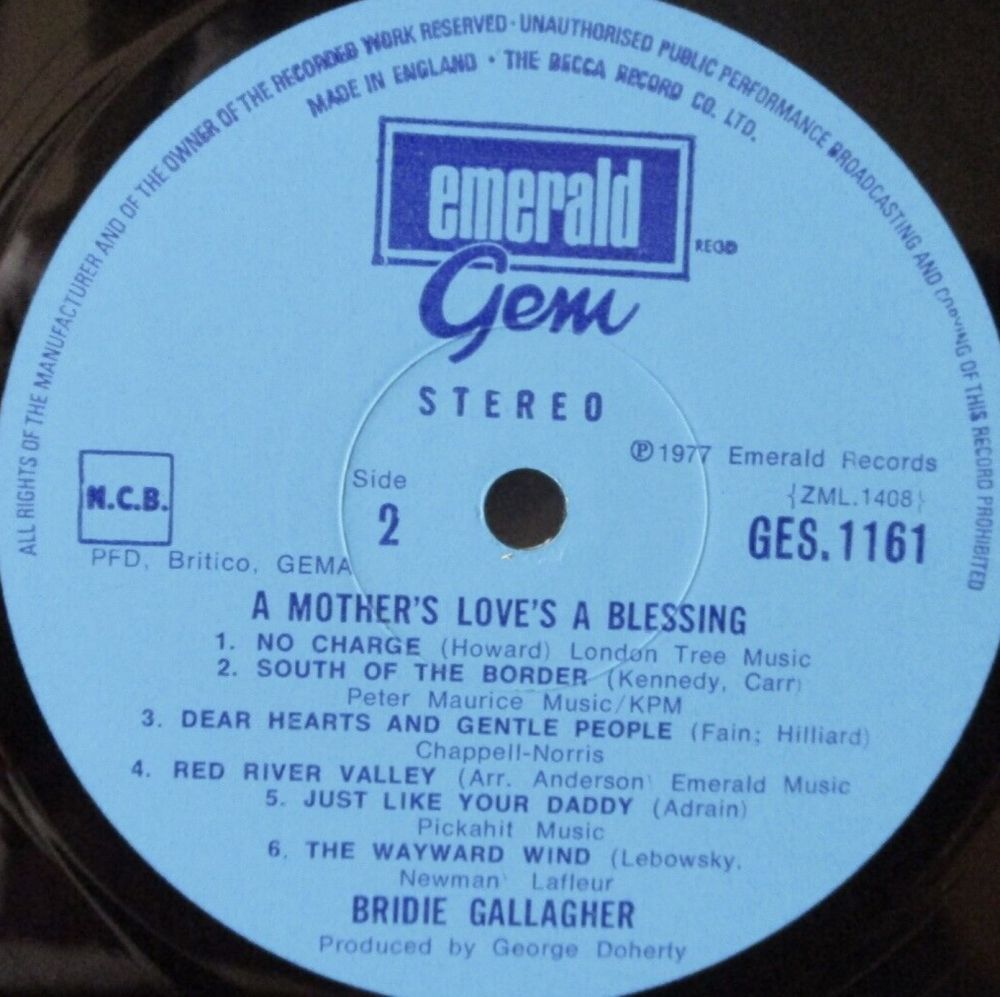 ALL RIGHTS OF THE MANUFACTURER AND OF THE OWNER OF THE RECORDED WORK RESERVED · UNAUTHORISED PUBLIC PERFORMANCE BROADCASTING AND COPYING OF THIS RECORD PROHIBITED
MADE IN ENGLAND · THE DECCA RECORD CO. LTD.
emerald
REGD
Gem
STEREO
℗ 1977 Emerald Records
Side
{ZML.1408}
N.C.B.
2
GES.1161
PFD, Britico, GEMA
A MOTHER'S LOVE'S A BLESSING
1. NO CHARGE (Howard) London Tree Music
2. SOUTH OF THE BORDER (Kennedy, Carr)
Peter Maurice Music/KPM
3. DEAR HEARTS AND GENTLE PEOPLE (Fain; Hilliard)
Chappell-Norris
4. RED RIVER VALLEY (Arr. Anderson) Emerald Music
5. JUST LIKE YOUR DADDY (Adrain)
Pickahit Music
6. THE WAYWARD WIND (Lebowsky,
Newman) Lafleur
BRIDIE GALLAGHER
Produced by George Doherty